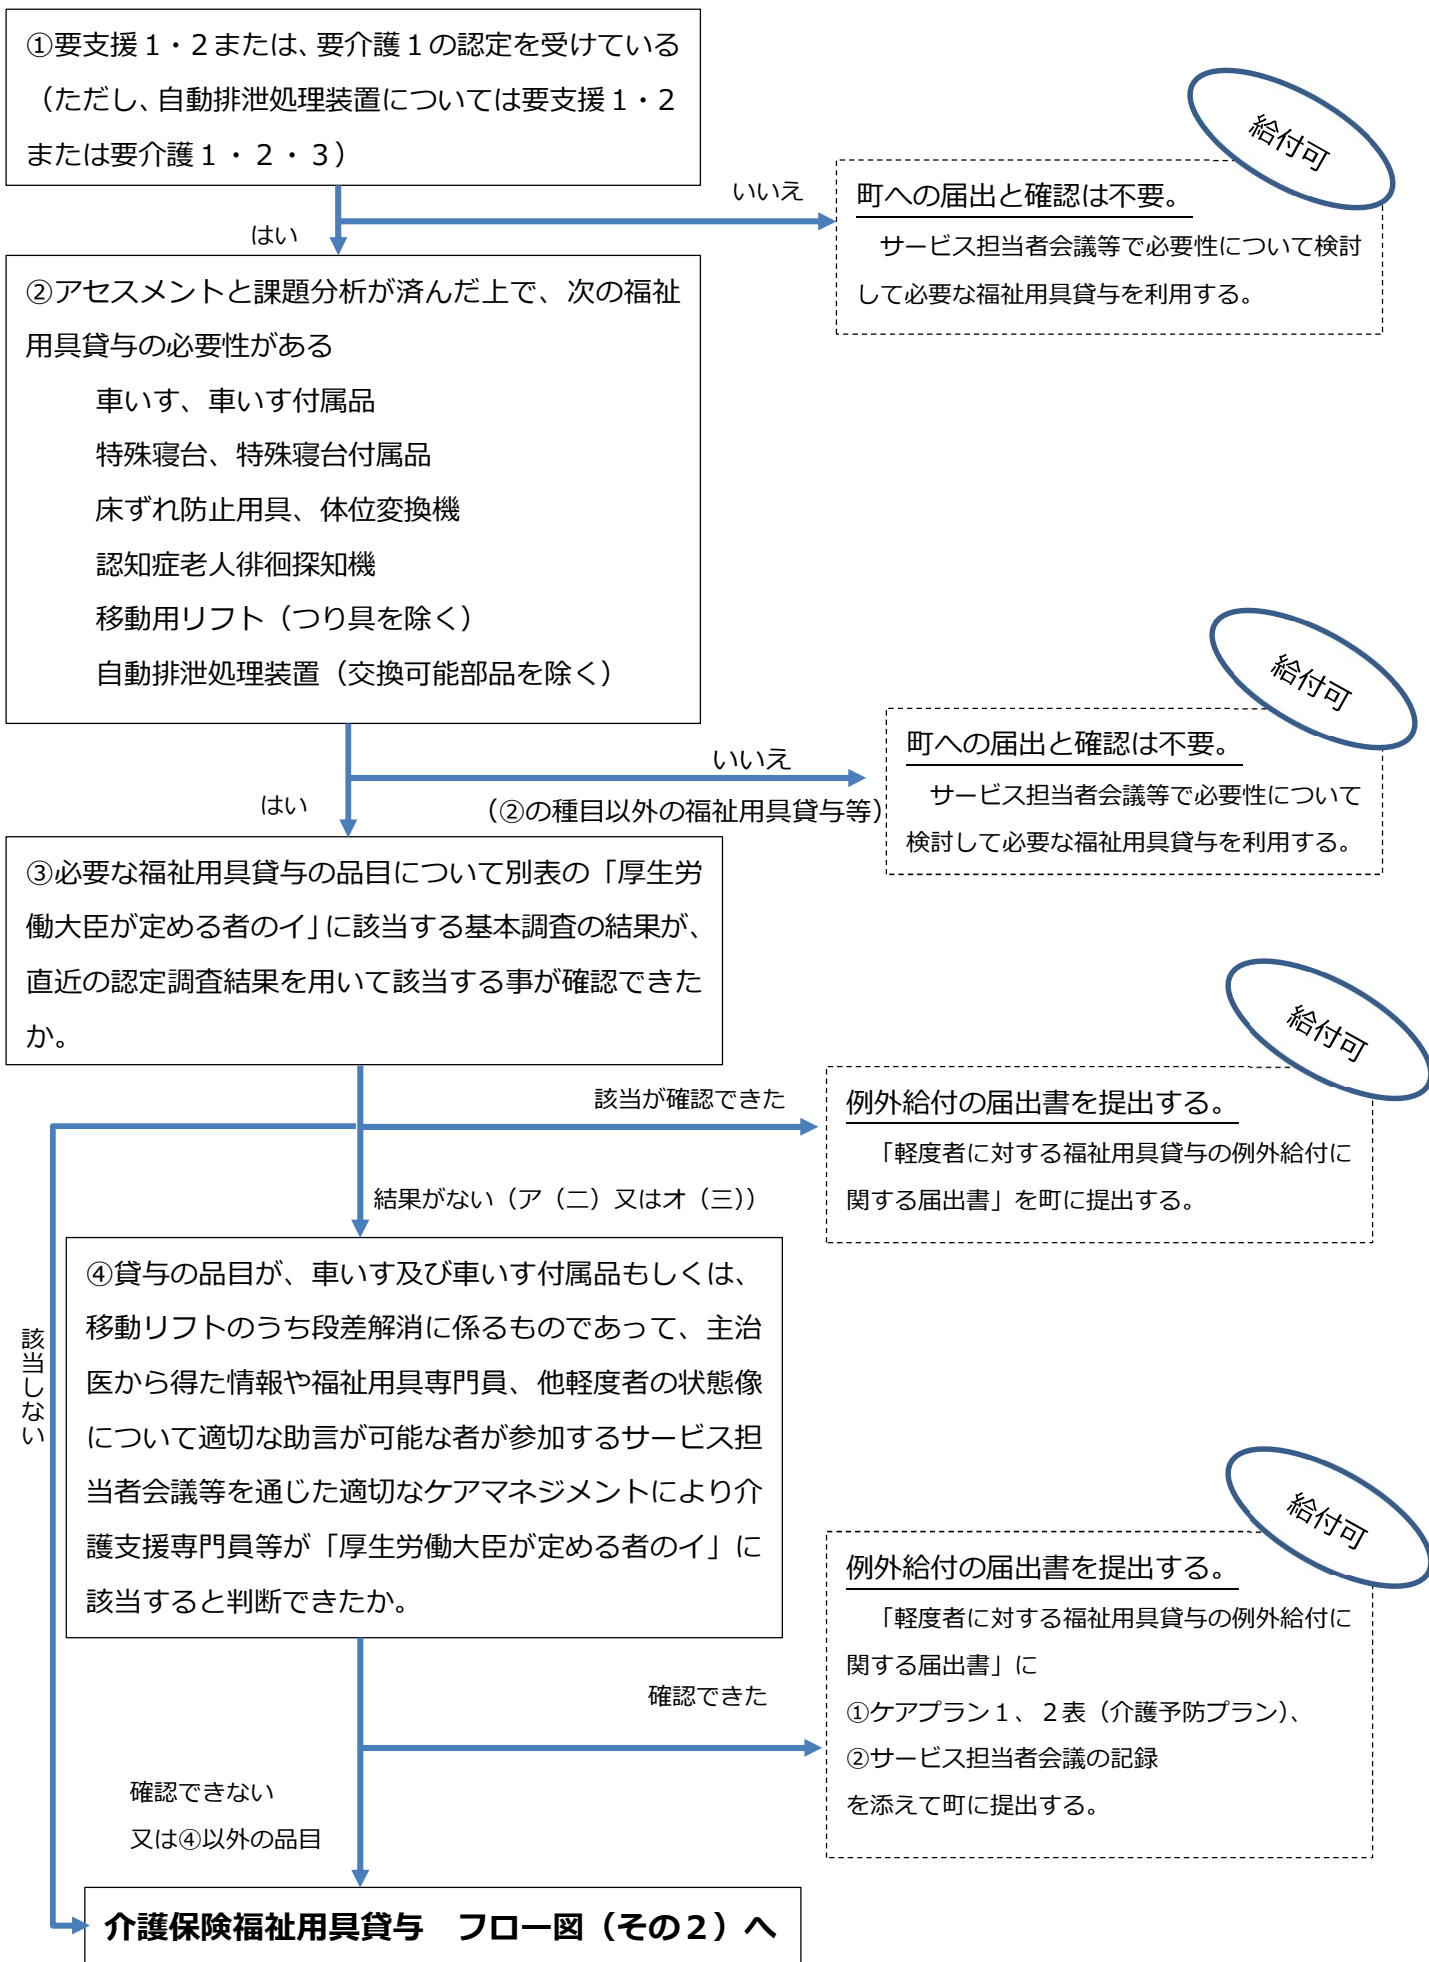 ①要支援１・２または、要介護１の認定を受けている
（ただし、自動排泄処理装置については要支援１・２
または要介護１・２・３）
給付可
いいえ
町への届出と確認は不要。
サービス担当者会議等で必要性について検討
して必要な福祉用具貸与を利用する。
はい
②アセスメントと課題分析が済んだ上で、次の福祉
用具貸与の必要性がある
車いす、車いす付属品
特殊寝台、特殊寝台付属品
床ずれ防止用具、体位変換機
認知症老人徘徊探知機
移動用リフト（つり具を除く）
自動排泄処理装置（交換可能部品を除く）
給付可
いいえ
（②の種目以外の福祉用具貸与等）
町への届出と確認は不要。
サービス担当者会議等で必要性について
検討して必要な福祉用具貸与を利用する。
はい
③必要な福祉用具貸与の品目について別表の「厚生労
働大臣が定める者のイ」に該当する基本調査の結果が、
直近の認定調査結果を用いて該当する事が確認できた
か。
給付可
該当が確認できた
例外給付の届出書を提出する。
「軽度者に対する福祉用具貸与の例外給付に
関する届出書」を町に提出する。
結果がない（ア（二）又はオ（三））
該当しない
④貸与の品目が、車いす及び車いす付属品もしくは、
移動リフトのうち段差解消に係るものであって、主治
医から得た情報や福祉用具専門員、他軽度者の状態像
について適切な助言が可能な者が参加するサービス担
当者会議等を通じた適切なケアマネジメントにより介
護支援専門員等が「厚生労働大臣が定める者のイ」に
該当すると判断できたか。
給付可
確認できた
例外給付の届出書を提出する。
「軽度者に対する福祉用具貸与の例外給付に
関する届出書」に
①ケアプラン１、２表（介護予防プラン）、
②サービス担当者会議の記録
を添えて町に提出する。
確認できない
又は④以外の品目
介護保険福祉用具貸与　フロー図（その２）へ